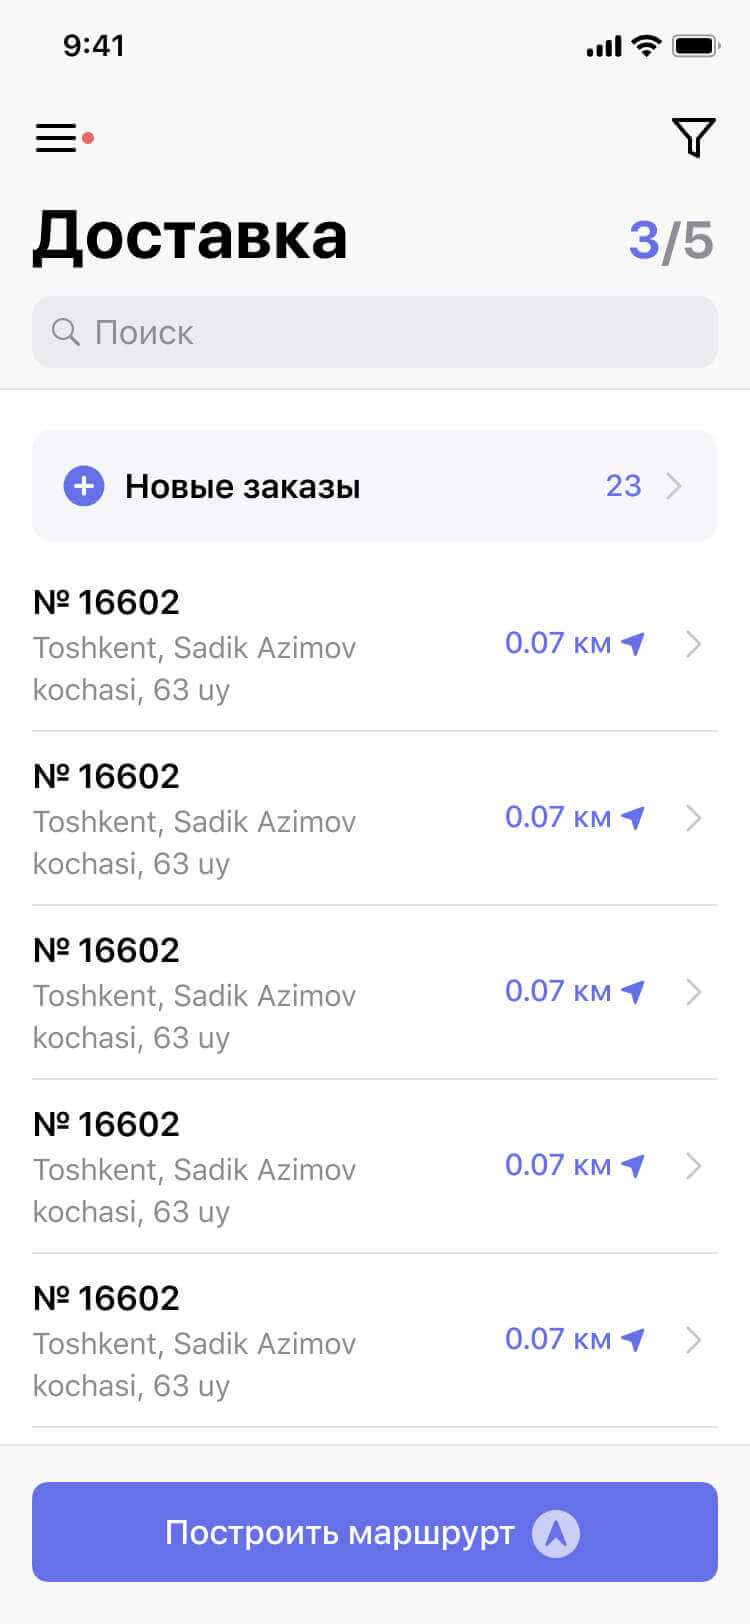 9:41
Доставка
3/5
Поиск
Новые заказы
23
№ 16602
Toshkent, Sadik Azimov
kochasi, 63 uy
0.07 км
№ 16602
Toshkent, Sadik Azimov
kochasi, 63 uy
0.07 км
№ 16602
Toshkent, Sadik Azimov
kochasi, 63 uy
0.07 км
№ 16602
Toshkent, Sadik Azimov
kochasi, 63 uy
0.07 км
№ 16602
Toshkent, Sadik Azimov
kochasi, 63 uy
0.07 км
Построить маршрурт